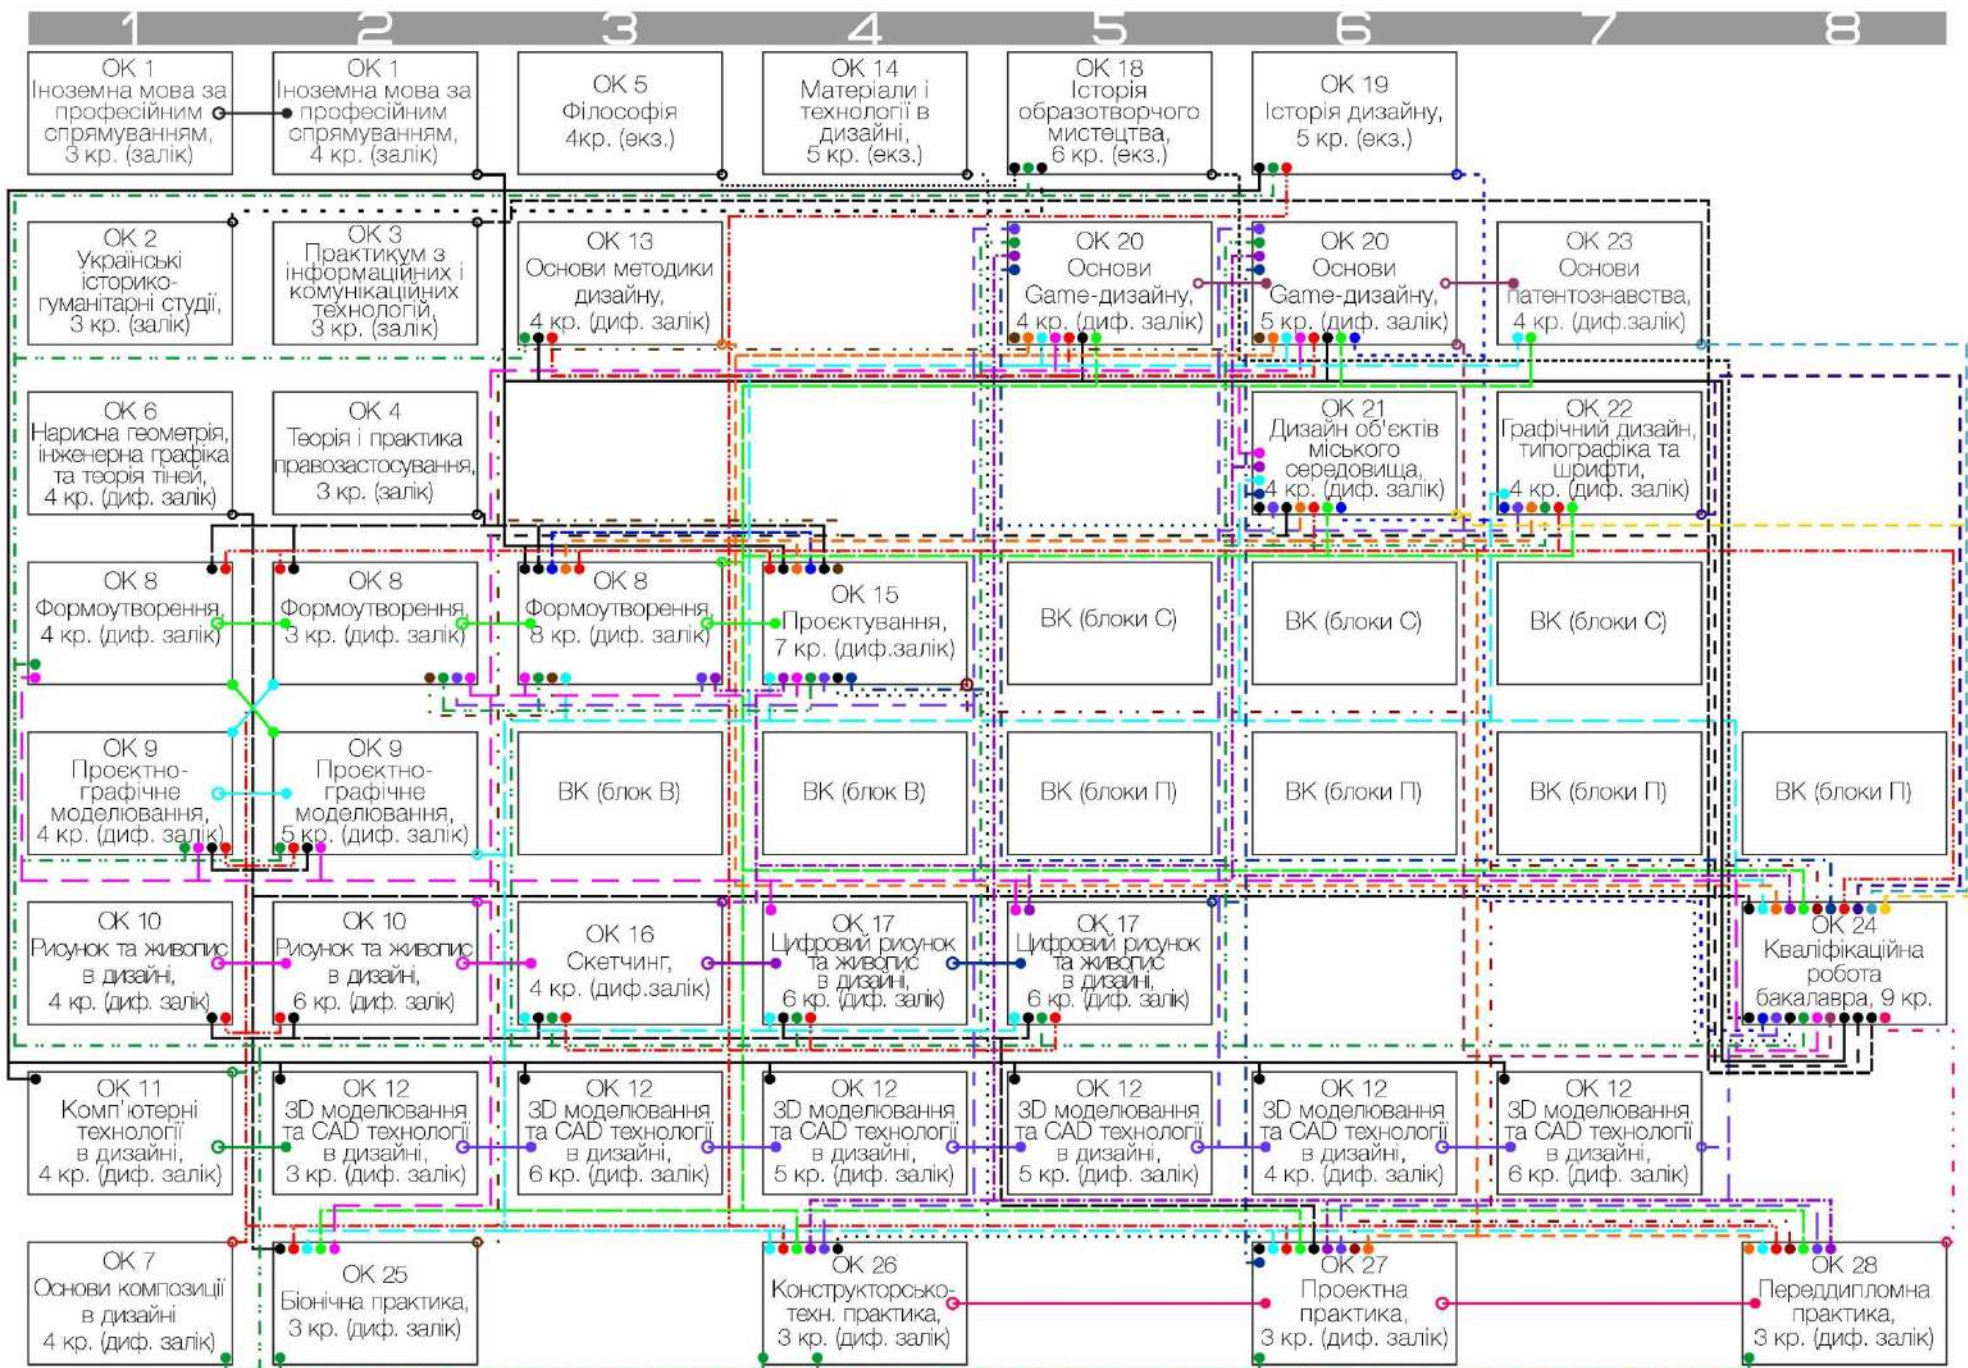 1 2 3 4 5 6 7 8
ОК 1
Іноземна мова за
професійним
спрямуванням,
3 кр. (залік)
ОК 1
Іноземна мова за
професійним
спрямуванням,
4 кр. (залік)
ОК 5
Філософія
4кр. (екз.)
ОК 14
Матеріали і
технології в
дизайні,
5 кр. (екз.)
ОК 18
Історія
образотворчого
мистецтва,
6 кр. (екз.)
ОК 19
Історія дизайну,
5 кр. (екз.)
ОК 2
Українські
історико-
гуманітарні студії,
3 кр. (залік)
ОК 3
Практикум з
інформаційних і
комунікаційних
технологій,
3 кр. (залік)
ОК 13
Основи методики
дизайну,
4 кр. (диф. залік)
ОК 20
Основи
Game-дизайну,
4 кр. (диф. залік)
ОК 20
Основи
Game-дизайну,
5 кр. (диф. залік)
ОК 23
Основи
патентознавства,
4 кр. (диф.залік)
ОК 6
Нарисна геометрія,
інженерна графіка
та теорія тіней,
4 кр. (диф. залік)
ОК 4
Теорія і практика
правозастосування,
3 кр. (залік)
ОК 21
Дизайн об'єктів
міського
середовища,
4 кр. (диф. залік)
ОК 22
Графічний дизайн,
типографіка та
шрифти,
4 кр. (диф. залік)
ОК 8
Формоутворення,
4 кр. (диф. залік)
ОК 8
Формоутворення,
3 кр. (диф. залік)
ОК 8
Формоутворення,
8 кр. (диф. залік)
ОК 15
Проєктування,
7 кр. (диф.залік)
ВК (блоки С)
ВК (блоки С)
ВК (блоки С)
ОК 9
Проєктно-
графічне
моделювання,
4 кр. (диф. залік)
ОК 9
Проєктно-
графічне
моделювання,
5 кр. (диф. залік)
ВК (блок В)
ВК (блок В)
ВК (блоки П)
ВК (блоки П)
ВК (блоки П)
ВК (блоки П)
ОК 10
Рисунок та живопис
в дизайні,
4 кр. (диф. залік)
ОК 10
Рисунок та живопис
в дизайні,
6 кр. (диф. залік)
ОК 16
Скетчинг,
4 кр. (диф.залік)
ОК 17
Цифровий рисунок
та живопис
в дизайні,
6 кр. (диф. залік)
ОК 17
Цифровий рисунок
та живопис
в дизайні,
6 кр. (диф. залік)
ОК 24
Кваліфікаційна
робота
бакалавра, 9 кр.
ОК 11
Комп'ютерні
технології
в дизайні,
4 кр. (диф. залік)
ОК 12
3D моделювання
та CAD технології
в дизайні,
3 кр. (диф. залік)
ОК 12
3D моделювання
та CAD технології
в дизайні,
6 кр. (диф. залік)
ОК 12
3D моделювання
та CAD технології
в дизайні,
5 кр. (диф. залік)
ОК 12
3D моделювання
та CAD технології
в дизайні,
5 кр. (диф. залік)
ОК 12
3D моделювання
та CAD технології
в дизайні,
4 кр. (диф. залік)
ОК 12
3D моделювання
та CAD технології
в дизайні,
6 кр. (диф. залік)
ОК 7
Основи композиції
в дизайні
4 кр. (диф. залік)
ОК 25
Біонічна практика,
3 кр. (диф. залік)
ОК 26
Конструкторсько-
техн. практика,
3 кр. (диф. залік)
ОК 27
Проектна
практика,
3 кр. (диф. залік)
ОК 28
Переддипломна
практика,
3 кр. (диф. залік)